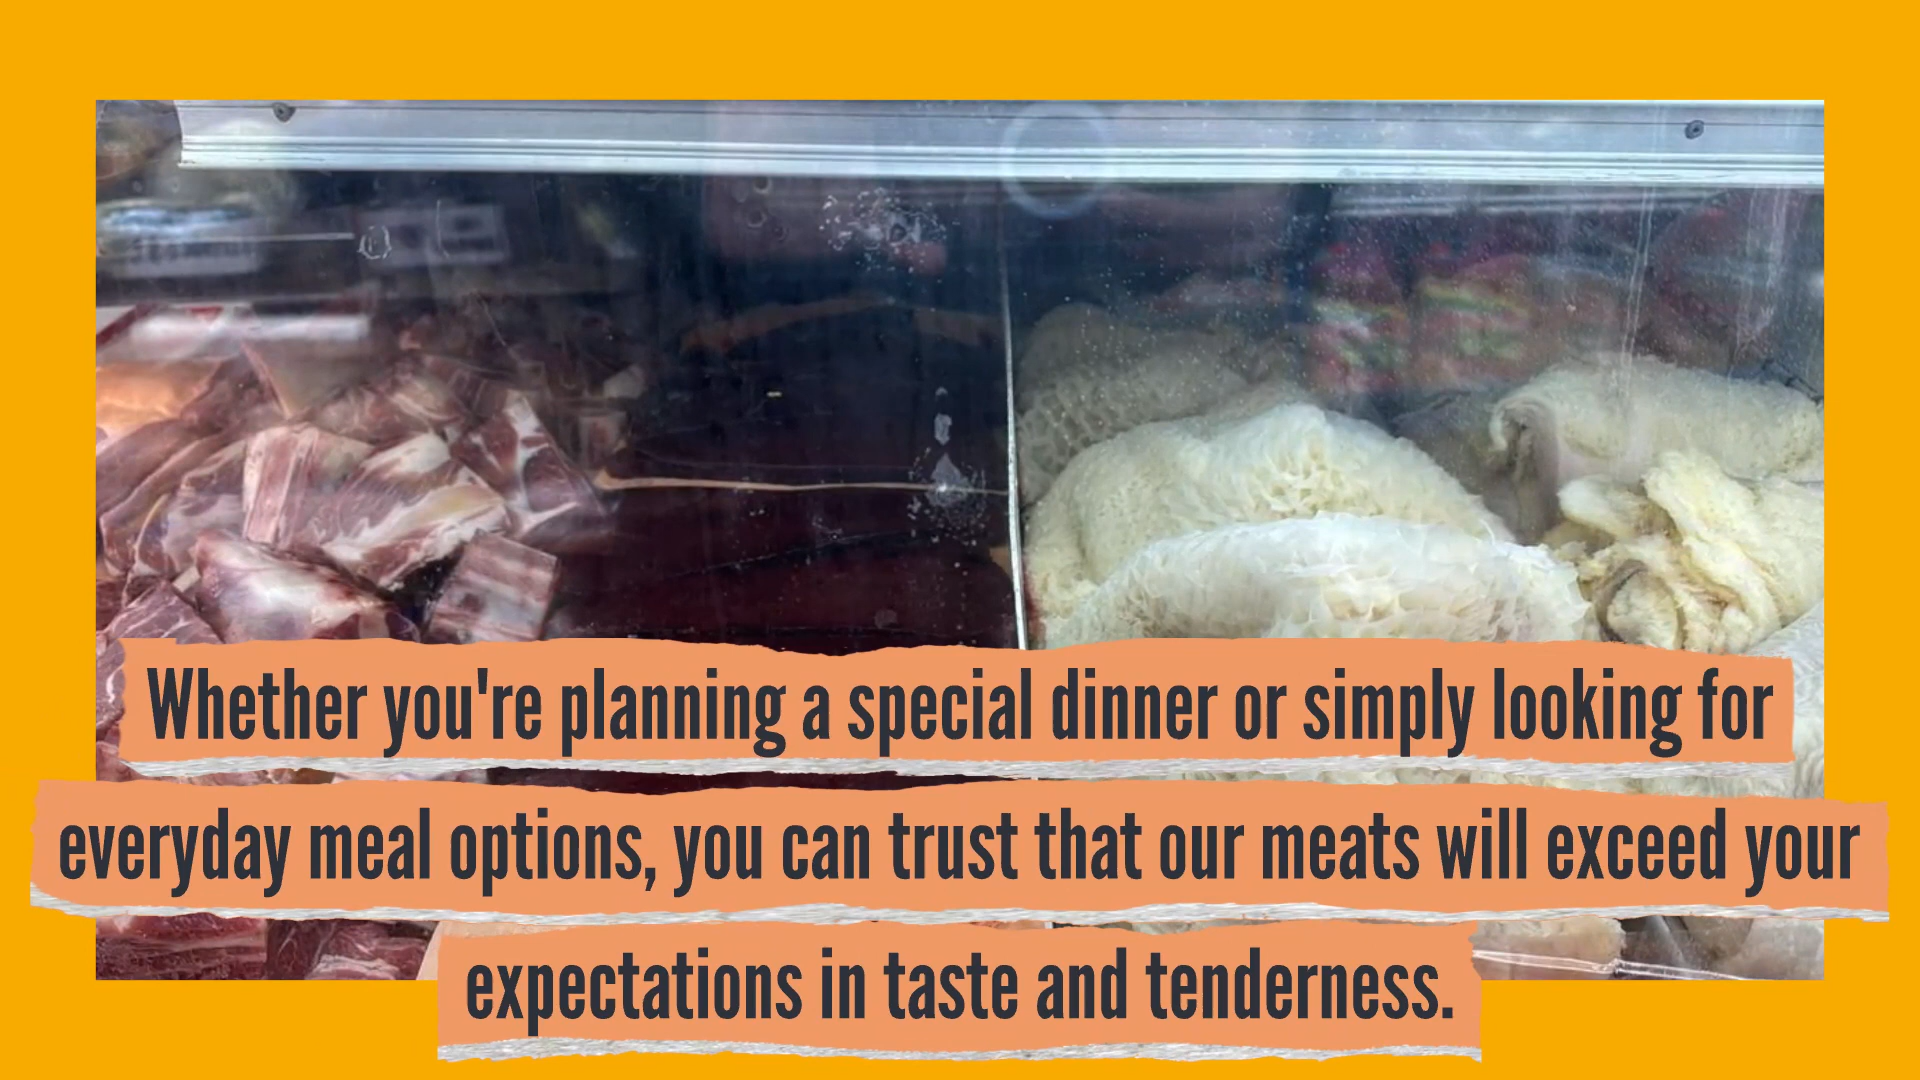 Whether you're planning a special dinner or simply looking for
everyday meal options, you can trust that our meats will exceed your
expectations in taste and tenderness.